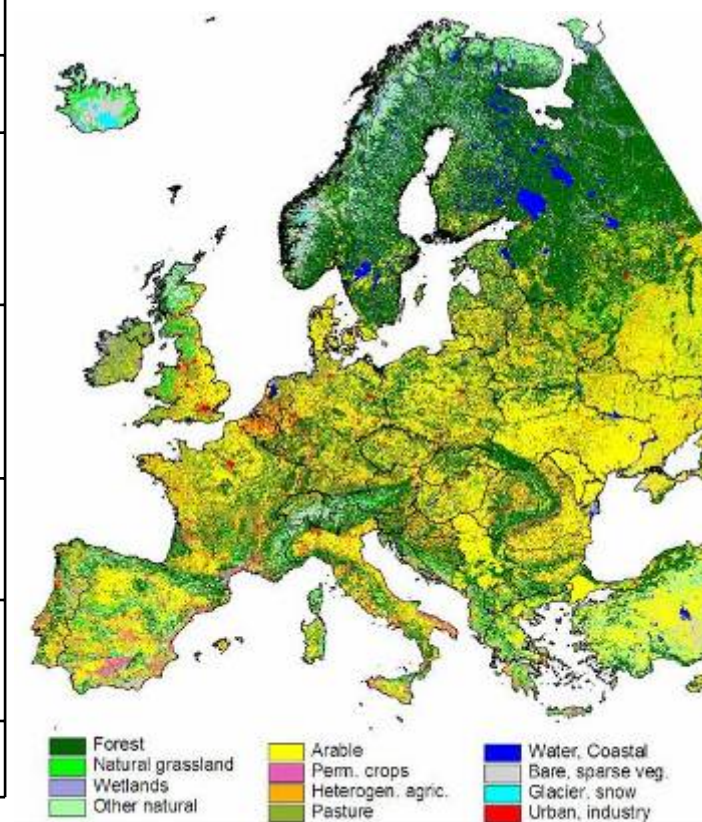 Forest
Natural grassland
Wetlands
Other natural
Arable
Perm. crops
Heterogen. agric.
Pasture
Water, Coastal
Bare, sparse veg.
Glacier, snow
Urban, industry